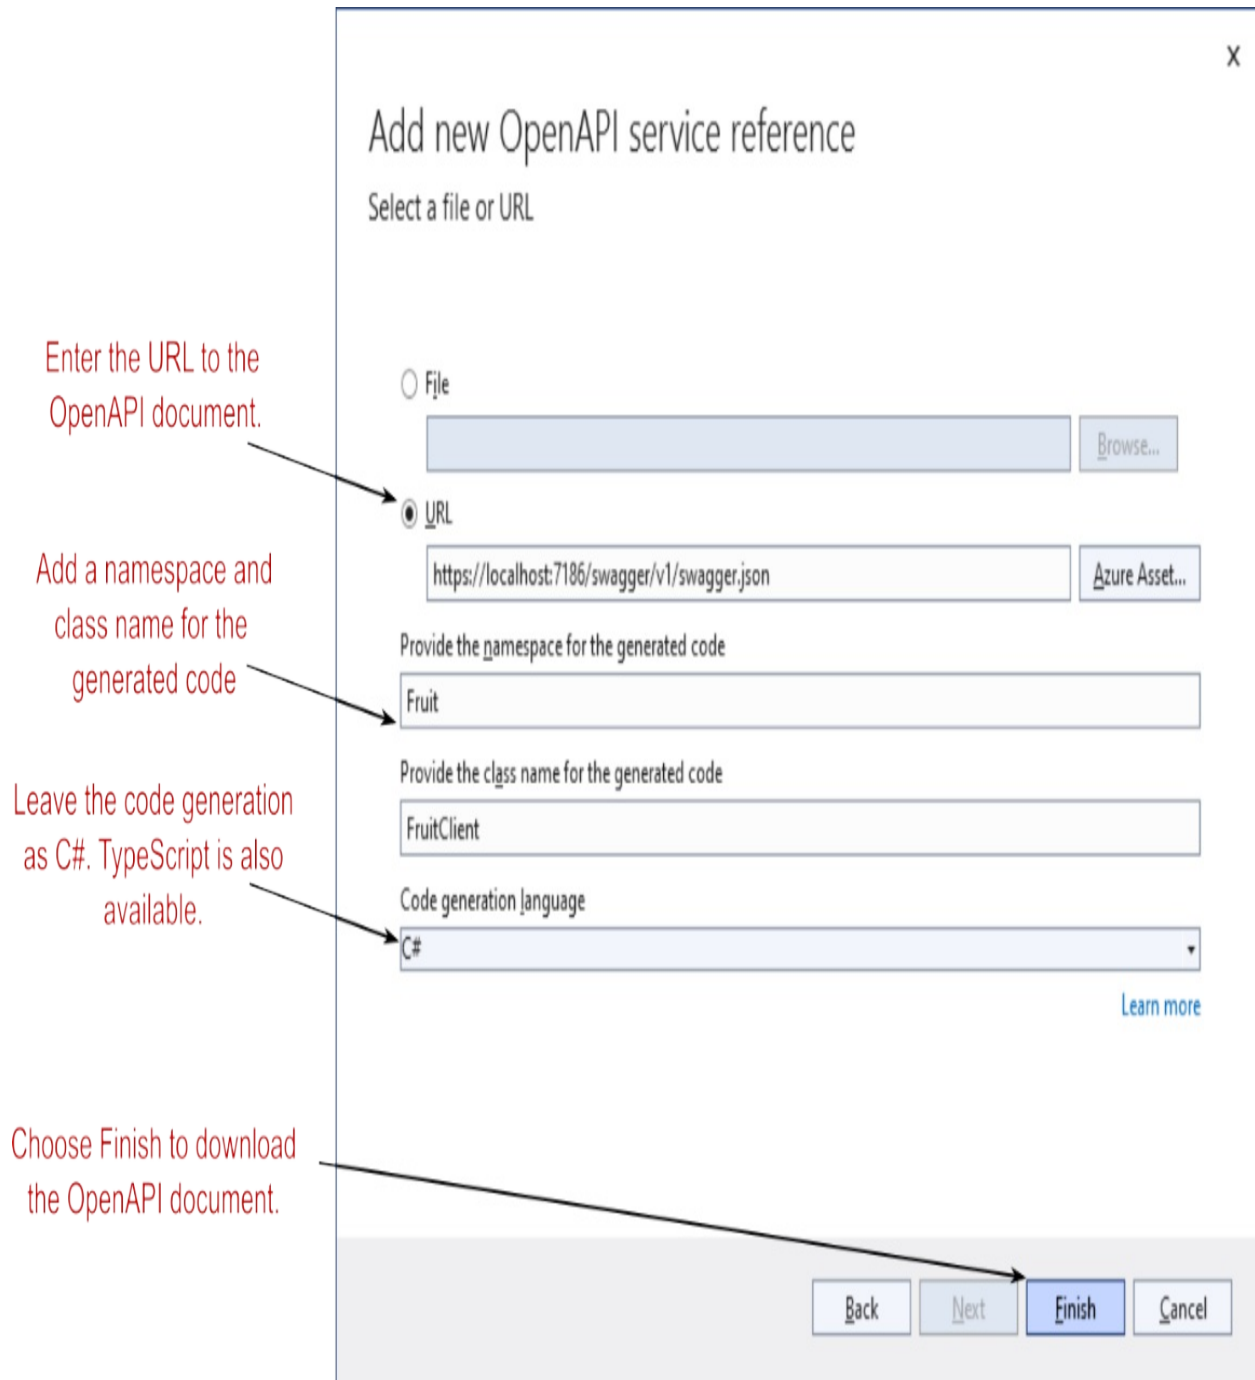 X
Add new OpenAPI service reference
Select a file or URL
Enter the URL to the
OpenAPI document.
File
Browse...
URL
https://localhost:7186/swagger/v1/swagger.json
Azure Asset...
Add a namespace and
class name for the
generated code
Provide the namespace for the generated code
Fruit
Provide the class name for the generated code
FruitClient
Leave the code generation
as C#. TypeScript is also
available.
Code generation language
C#
Learn more
Choose Finish to download
the OpenAPI document.
Back
Next
Finish
Cancel